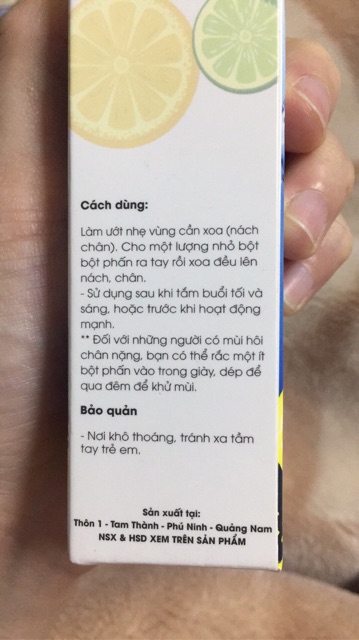 Cách dùng:
Làm ướt nhẹ vùng cần xoa (nách
chân). Cho một lượng nhỏ bột
bột phấn ra tay rồi xoa đều lên
nách, chân.
- Sử dụng sau khi tắm buổi tối và
sáng, hoặc trước khi hoạt động
mạnh.
** Đối với những người có mùi hôi
chân nặng, bạn có thể rắc một ít
bột phấn vào trong giày, dép để
qua đêm để khử mùi.
Bảo quản
- Nơi khô thoáng, tránh xa tầm
tay trẻ em.
Sản xuất tại:
Thôn 1 - Tam Thành - Phú Ninh - Quảng Nam
NSX & HSD XEM TRÊN SẢN PHẨM